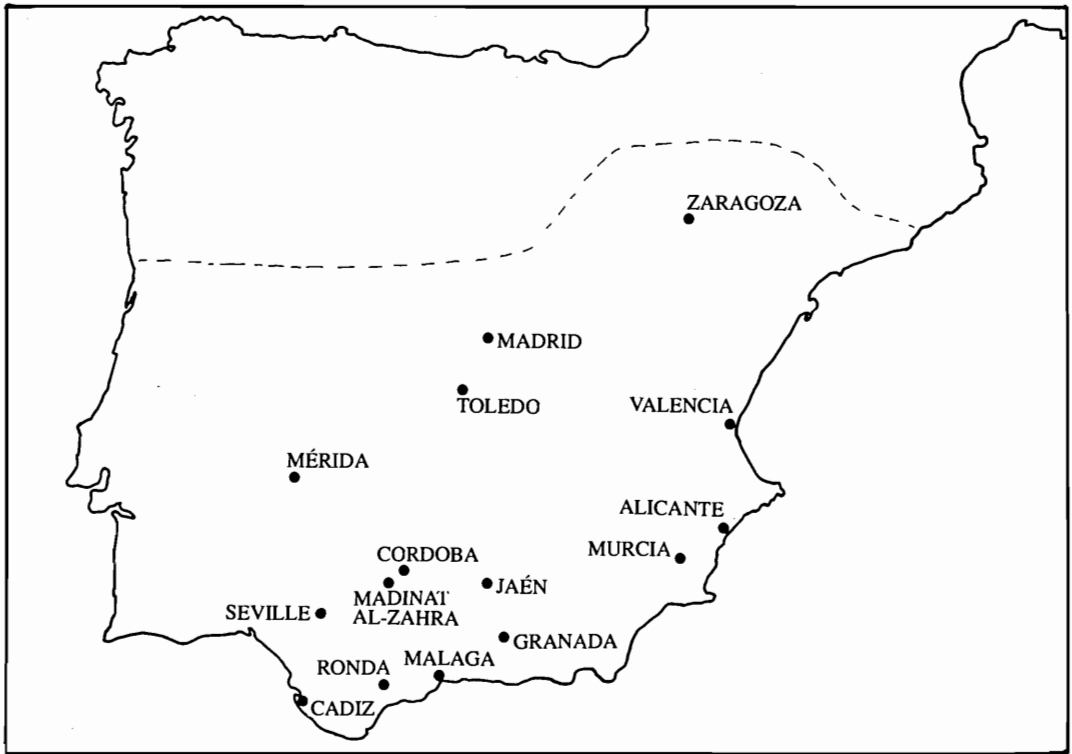 ZARAGOZA
MADRID
TOLEDO
VALENCIA
MÉRIDA
ALICANTE
MURCIA
CORDOBA
JAÉN
MADINAT
AL-ZAHRA
SEVILLE
GRANADA
MALAGA
RONDA
CADIZ